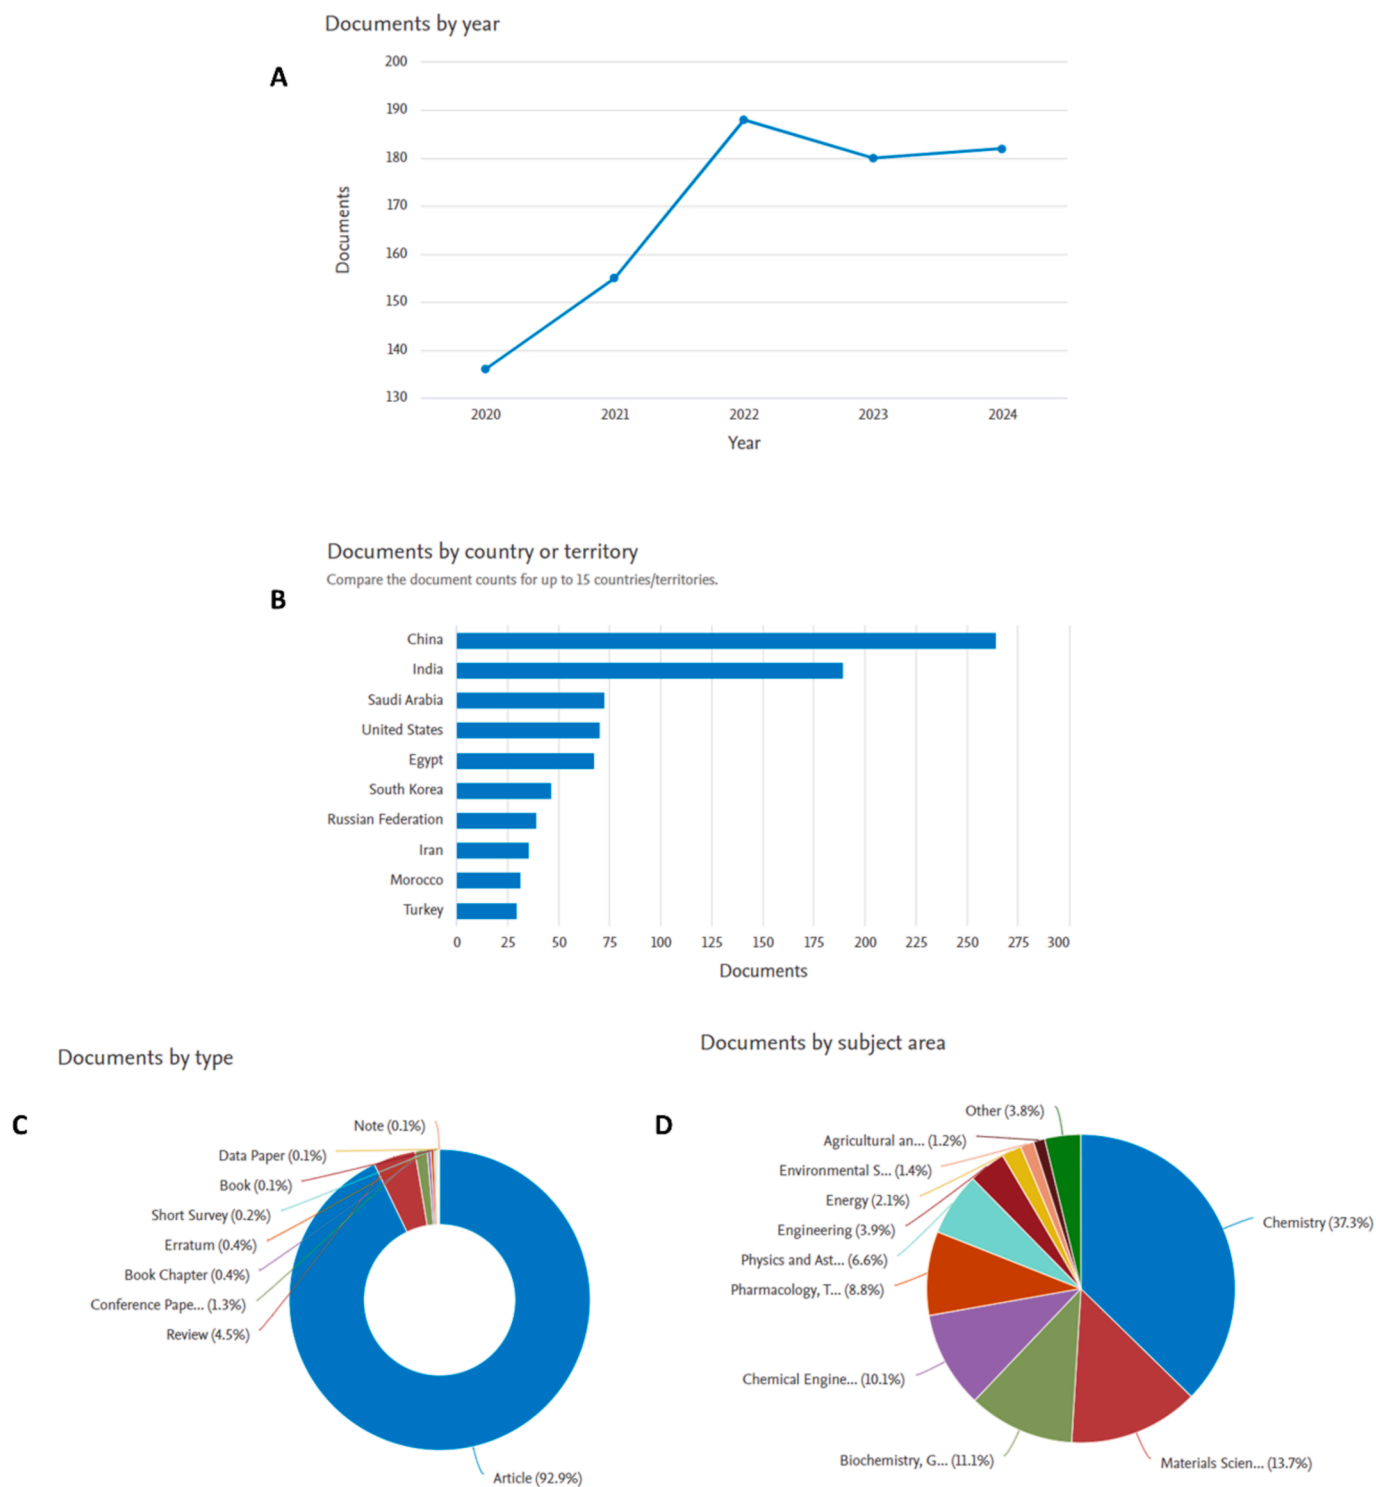 Documents by year
A
200
190
180
170
160
150
140
130
Documents
2020 2021 2022 2023 2024
Year
Documents by country or territory
Compare the document counts for up to 15 countries/territories.
B
China
India
Saudi Arabia
United States
Egypt
South Korea
Russian Federation
Iran
Morocco
Turkey
0 25 50 75 100 125 150 175 200 225 250 275 300
Documents
Documents by type
C
Note (0.1%)
Data Paper (0.1%)
Book (0.1%)
Short Survey (0.2%)
Erratum (0.4%)
Book Chapter (0.4%)
Conference Pape... (1.3%)
Review (4.5%)
Article (92.9%)
Documents by subject area
D
Other (3.8%)
Agricultural an... (1.2%)
Environmental S... (1.4%)
Energy (2.1%)
Engineering (3.9%)
Physics and Ast... (6.6%)
Pharmacology, T... (8.8%)
Chemical Engine... (10.1%)
Biochemistry, G... (11.1%)
Materials Scien... (13.7%)
Chemistry (37.3%)